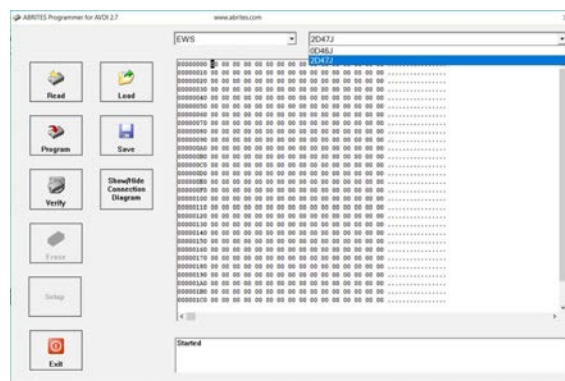 ABRITES Programmer for AVDI 2.7
www.abrites.com
EWS
2D47J
0D46J
2D47J
Read
Load
Program
Save
Verify
Show/Hide
Connection
Diagram
Erase
Setup
Exit
00000000 00 00 00 00 00 00 00 00 00 00 00 00 00
00000010 00 00 00 00 00 00 00 00 00 00 00 00 00 00 00 00 ................
00000020 00 00 00 00 00 00 00 00 00 00 00 00 00 00 00 00 ................
00000030 00 00 00 00 00 00 00 00 00 00 00 00 00 00 00 00 ................
00000040 00 00 00 00 00 00 00 00 00 00 00 00 00 00 00 00 ................
00000050 00 00 00 00 00 00 00 00 00 00 00 00 00 00 00 00 ................
00000060 00 00 00 00 00 00 00 00 00 00 00 00 00 00 00 00 ................
00000070 00 00 00 00 00 00 00 00 00 00 00 00 00 00 00 00 ................
00000080 00 00 00 00 00 00 00 00 00 00 00 00 00 00 00 00 ................
00000090 00 00 00 00 00 00 00 00 00 00 00 00 00 00 00 00 ................
000000A0 00 00 00 00 00 00 00 00 00 00 00 00 00 00 00 00 ................
000000B0 00 00 00 00 00 00 00 00 00 00 00 00 00 00 00 00 ................
000000C0 00 00 00 00 00 00 00 00 00 00 00 00 00 00 00 00 ................
000000D0 00 00 00 00 00 00 00 00 00 00 00 00 00 00 00 00 ................
000000E0 00 00 00 00 00 00 00 00 00 00 00 00 00 00 00 00 ................
000000F0 00 00 00 00 00 00 00 00 00 00 00 00 00 00 00 00 ................
00000100 00 00 00 00 00 00 00 00 00 00 00 00 00 00 00 00 ................
00000110 00 00 00 00 00 00 00 00 00 00 00 00 00 00 00 00 ................
00000120 00 00 00 00 00 00 00 00 00 00 00 00 00 00 00 00 ................
00000130 00 00 00 00 00 00 00 00 00 00 00 00 00 00 00 00 ................
00000140 00 00 00 00 00 00 00 00 00 00 00 00 00 00 00 00 ................
00000150 00 00 00 00 00 00 00 00 00 00 00 00 00 00 00 00 ................
00000160 00 00 00 00 00 00 00 00 00 00 00 00 00 00 00 00 ................
00000170 00 00 00 00 00 00 00 00 00 00 00 00 00 00 00 00 ................
00000180 00 00 00 00 00 00 00 00 00 00 00 00 00 00 00 00 ................
00000190 00 00 00 00 00 00 00 00 00 00 00 00 00 00 00 00 ................
000001A0 00 00 00 00 00 00 00 00 00 00 00 00 00 00 00 00 ................
000001B0 00 00 00 00 00 00 00 00 00 00 00 00 00 00 00 00 ................
000001C0 00 00 00 00 00 00 00 00 00 00 00 00 00 00 00 00 ................
Started